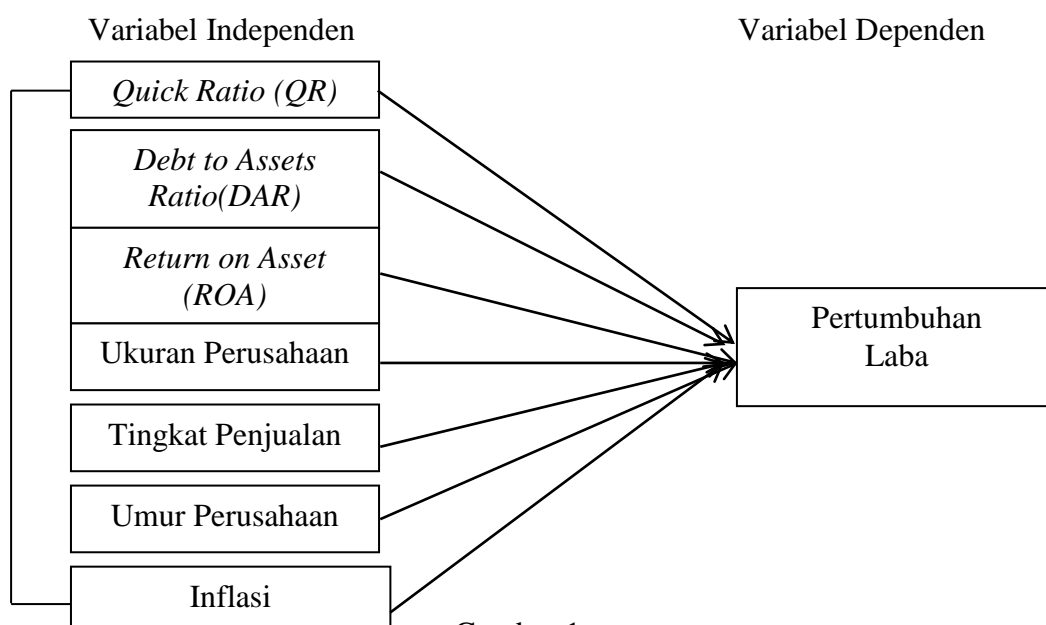 Variabel Independen
Variabel Dependen
Quick Ratio (QR)
Debt to Assets
Ratio(DAR)
Return on Asset
(ROA)
Ukuran Perusahaan
Tingkat Penjualan
Umur Perusahaan
Inflasi
Pertumbuhan
Laba